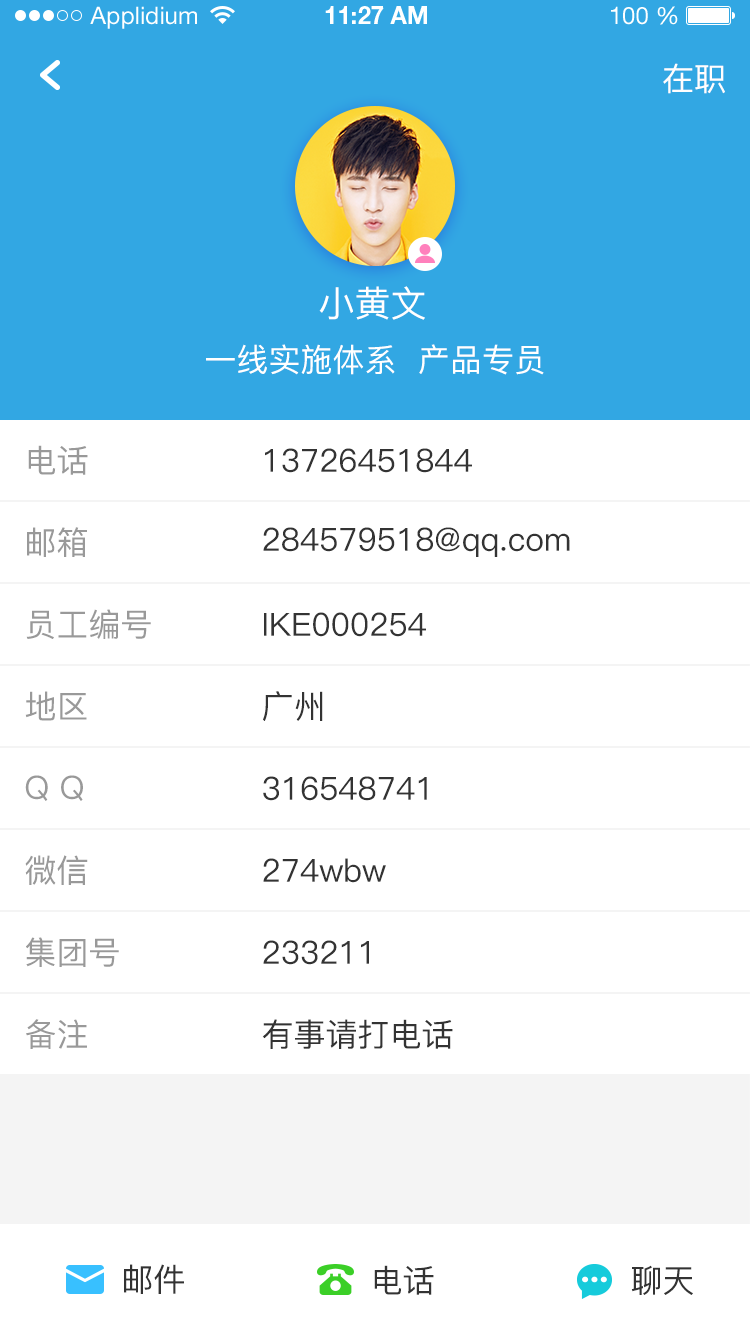 Applidium 11:27 AM 100 %
在职
小黄文
一线实施体系 产品专员
电话 13726451844
邮箱 284579518@qq.com
员工编号 IKE000254
地区 广州
Q Q 316548741
微信 274wbw
集团号 233211
备注 有事请打电话
邮件 电话 聊天